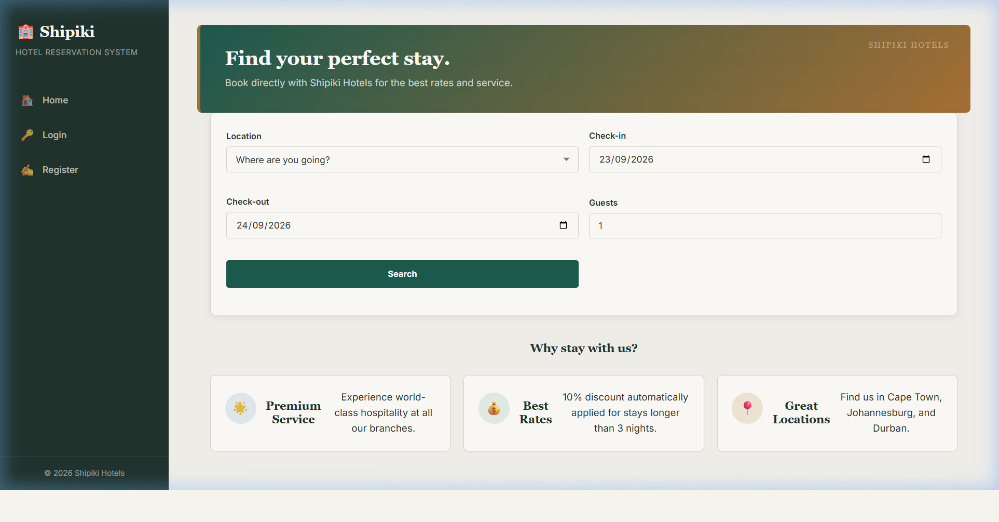 Shipiki
HOTEL RESERVATION SYSTEM
Home
Login
Register
© 2026 Shipiki Hotels
SHIPIKI HOTELS
Find your perfect stay.
Book directly with Shipiki Hotels for the best rates and service.
Location
Where are you going?
Check-in
23/09/2026
Check-out
24/09/2026
Guests
1
Search
Why stay with us?
Premium
Service
Experience world-
class hospitality at all
our branches.
Best
Rates
10% discount automatically
applied for stays longer
than 3 nights.
Great
Locations
Find us in Cape Town,
Johannesburg, and
Durban.